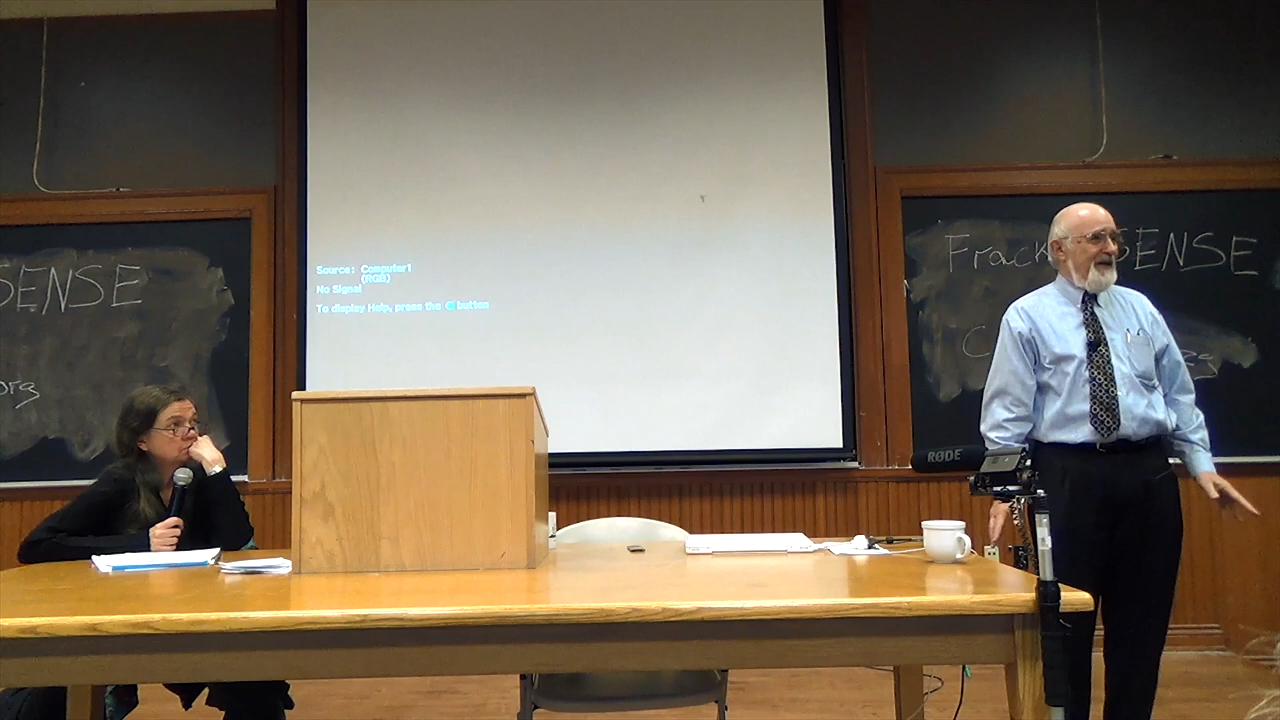 SENSE
org
Source: Computer1
(RGB)
No Signal
To display Help, press the button
Frack SENSE
C
RØDE